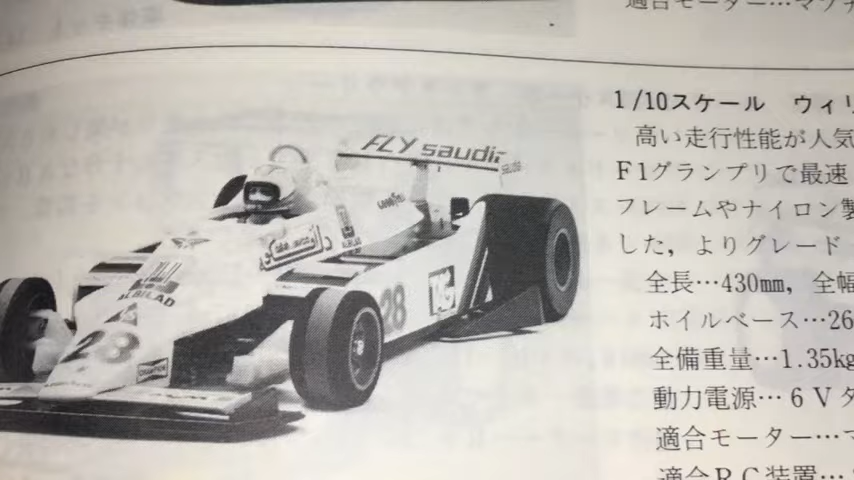 適合モーター…マブチ
1/10スケール ウィリ
高い走行性能が人気
F1グランプリで最速
フレームやナイロン製
した，よりグレード
全長…430㎜，全幅
ホイルベース…26
全備重量…1.35kg
動力電源…6Vタ
適合モーター…マ
適合RC装置…
FLY saudia
ALBILAD
ALBILAD
28
28
TAG
CHAMPION